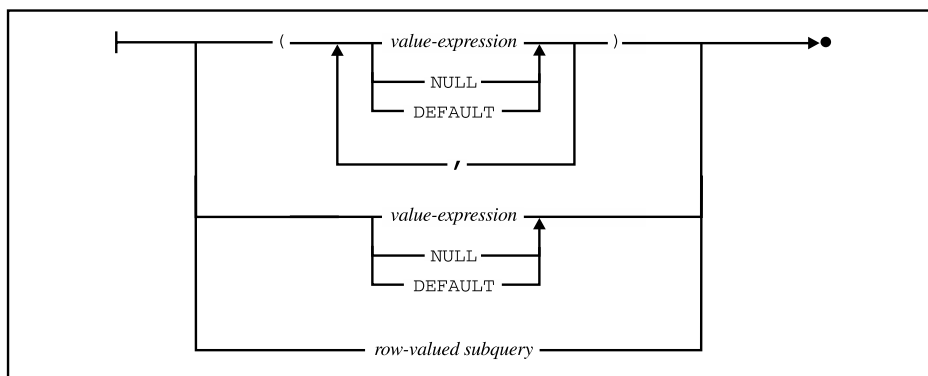 ( value-expression )
NULL
DEFAULT
,
value-expression
NULL
DEFAULT
row-valued subquery